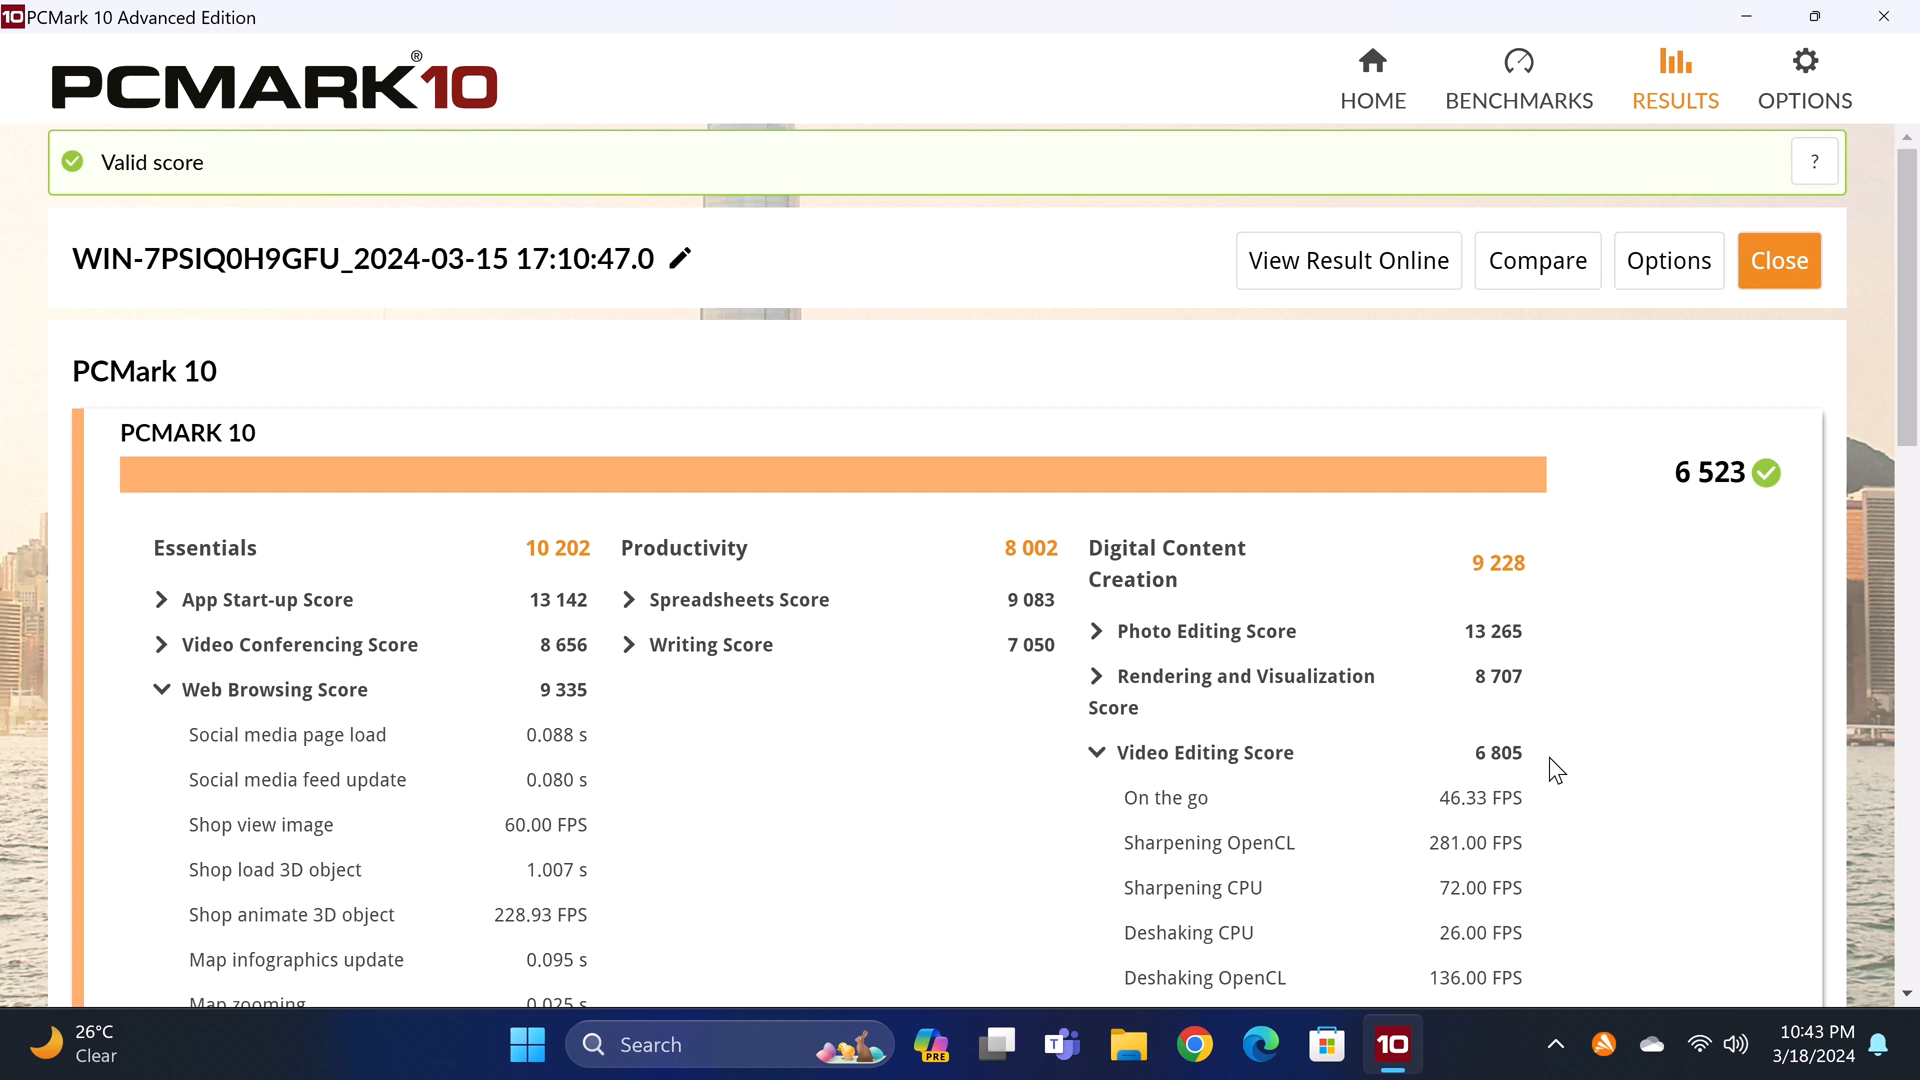 10 PCMark 10 Advanced Edition
PCMARK®10
HOME
BENCHMARKS
RESULTS
OPTIONS
Valid score
?
WIN-7PSIQ0H9GFU_2024-03-15 17:10:47.0
View Result Online
Compare
Options
Close
PCMark 10
PCMARK 10
6 523
Essentials 10 202
App Start-up Score 13 142
Video Conferencing Score 8 656
Web Browsing Score 9 335
Social media page load 0.088 s
Social media feed update 0.080 s
Shop view image 60.00 FPS
Shop load 3D object 1.007 s
Shop animate 3D object 228.93 FPS
Map infographics update 0.095 s
Map zooming 0.025 s
Productivity 8 002
Spreadsheets Score 9 083
Writing Score 7 050
Digital Content
Creation 9 228
Photo Editing Score 13 265
Rendering and Visualization 8 707
Score
Video Editing Score 6 805
On the go 46.33 FPS
Sharpening OpenCL 281.00 FPS
Sharpening CPU 72.00 FPS
Deshaking CPU 26.00 FPS
Deshaking OpenCL 136.00 FPS
26°C
Clear
Search
PRE
T
10
10:43 PM
3/18/2024